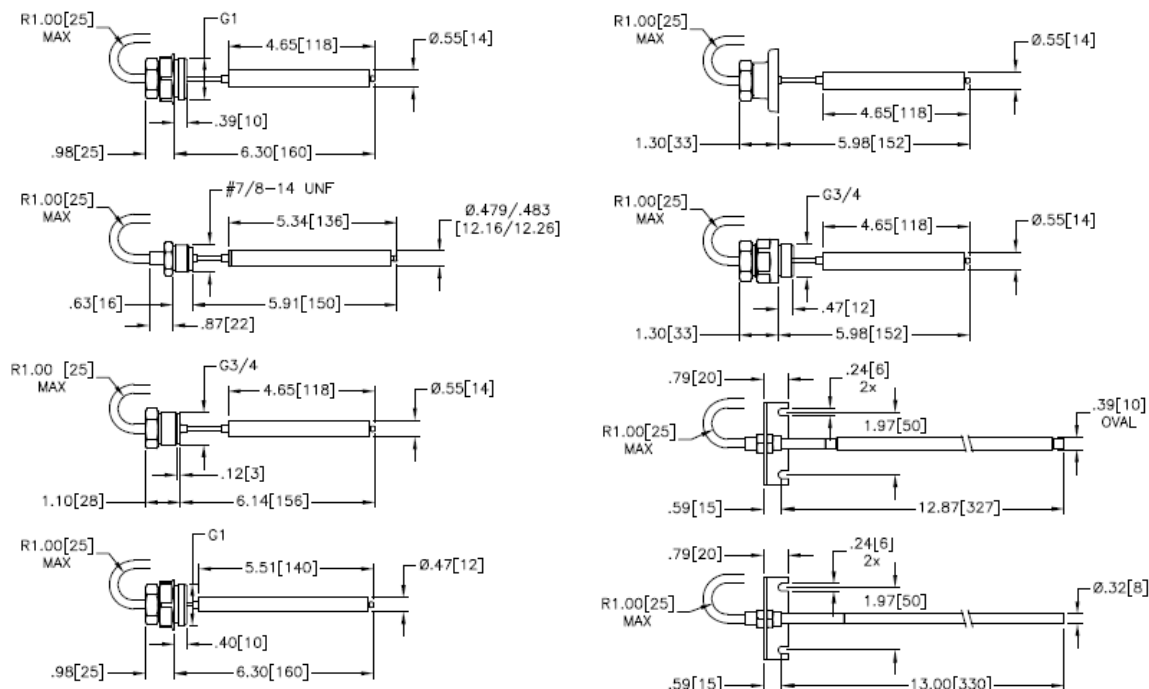 R1.00[25]
MAX
G1
4.65[118]
Ø.55[14]
.39[10]
.98[25]
6.30[160]
R1.00[25]
MAX
#7/8-14 UNF
5.34[136]
Ø.479/.483
[12.16/12.26]
.63[16]
5.91[150]
.87[22]
R1.00 [25]
MAX
G3/4
4.65[118]
Ø.55[14]
.12[3]
1.10[28]
6.14[156]
R1.00[25]
MAX
G1
5.51[140]
Ø.47[12]
.40[10]
.98[25]
6.30[160]
R1.00[25]
MAX
Ø.55[14]
4.65[118]
1.30[33]
5.98[152]
R1.00[25]
MAX
G3/4
4.65[118]
Ø.55[14]
.47[12]
1.30[33]
5.98[152]
.79[20]
.24[6]
2x
.39[10]
OVAL
1.97[50]
R1.00[25]
MAX
.59[15]
12.87[327]
.79[20]
.24[6]
2x
Ø.32[8]
1.97[50]
R1.00[25]
MAX
.59[15]
13.00[330]